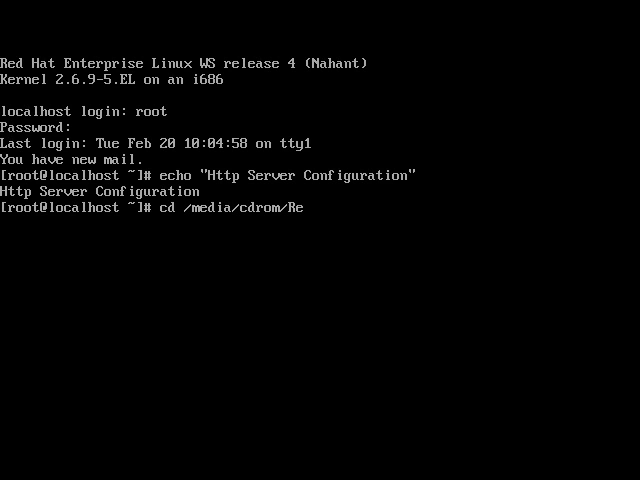 Red Hat Enterprise Linux WS release 4 (Nahant)
Kernel 2.6.9-5.EL on an i686
localhost login: root
Password:
Last login: Tue Feb 20 10:04:58 on tty1
You have new mail.
[root@localhost ~]# echo "Http Server Configuration"
Http Server Configuration
[root@localhost ~]# cd /media/cdrom/Re